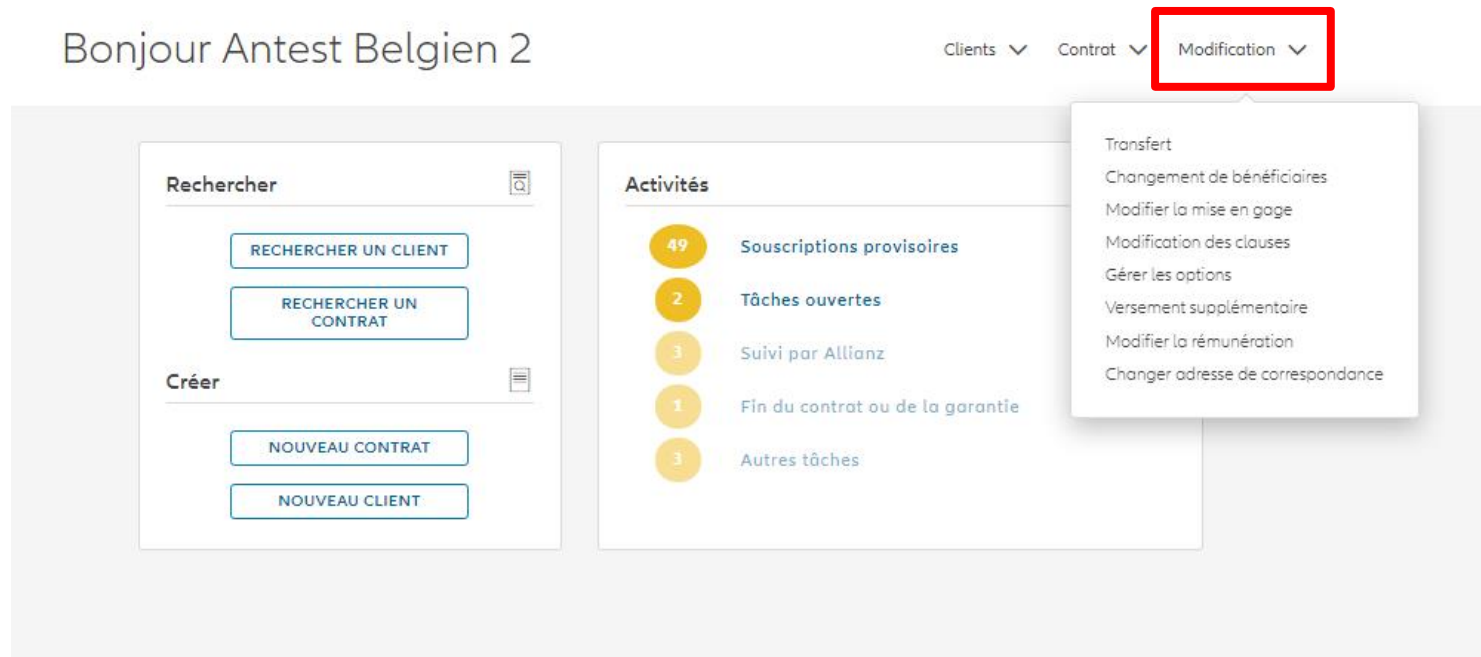 Bonjour Antest Belgien 2
Clients
Contrat
Modification
Transfert
Changement de bénéficiaires
Modifier la mise en gage
Modification des clauses
Gérer les options
Versement supplémentaire
Modifier la rémunération
Changer adresse de correspondance
Rechercher
RECHERCHER UN CLIENT
RECHERCHER UN
CONTRAT
Créer
NOUVEAU CONTRAT
NOUVEAU CLIENT
Activités
49 Souscriptions provisoires
2 Tâches ouvertes
3 Suivi par Allianz
1 Fin du contrat ou de la garantie
3 Autres tâches